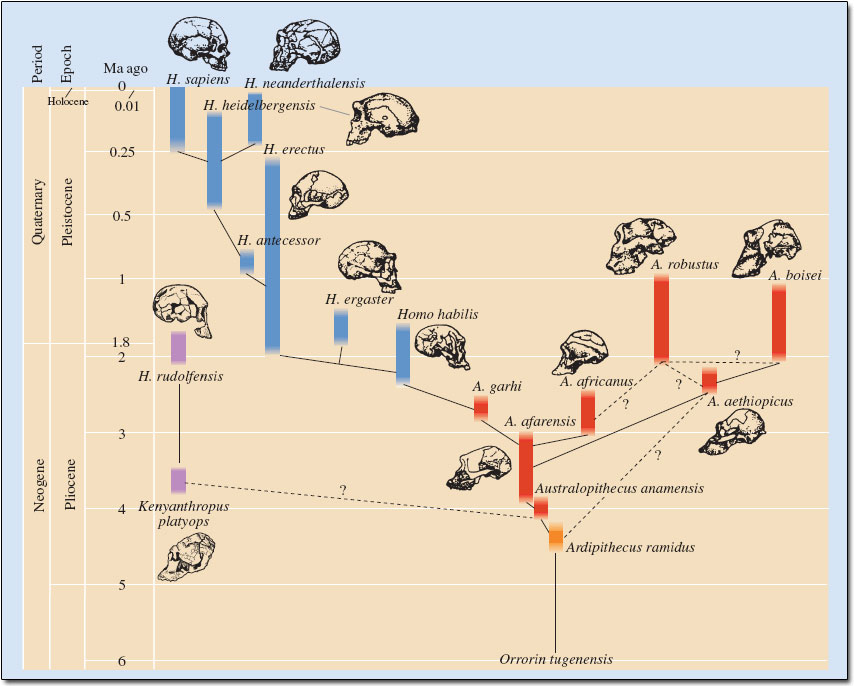 Period
Epoch
Ma ago
H. sapiens
H. neanderthalensis
0
Holocene
0.01
H. heidelbergensis
0.25
H. erectus
Quaternary
Pleistocene
0.5
H. antecessor
A. robustus
A. boisei
1
H. ergaster
Homo habilis
1.8
2
?
H. rudolfensis
A. garhi
A. africanus
?
?
A. aethiopicus
A. afarensis
3
?
Neogene
Pliocene
?
Australopithecus anamensis
Kenyanthropus
platyops
4
Ardipithecus ramidus
5
Orrorin tugenensis
6